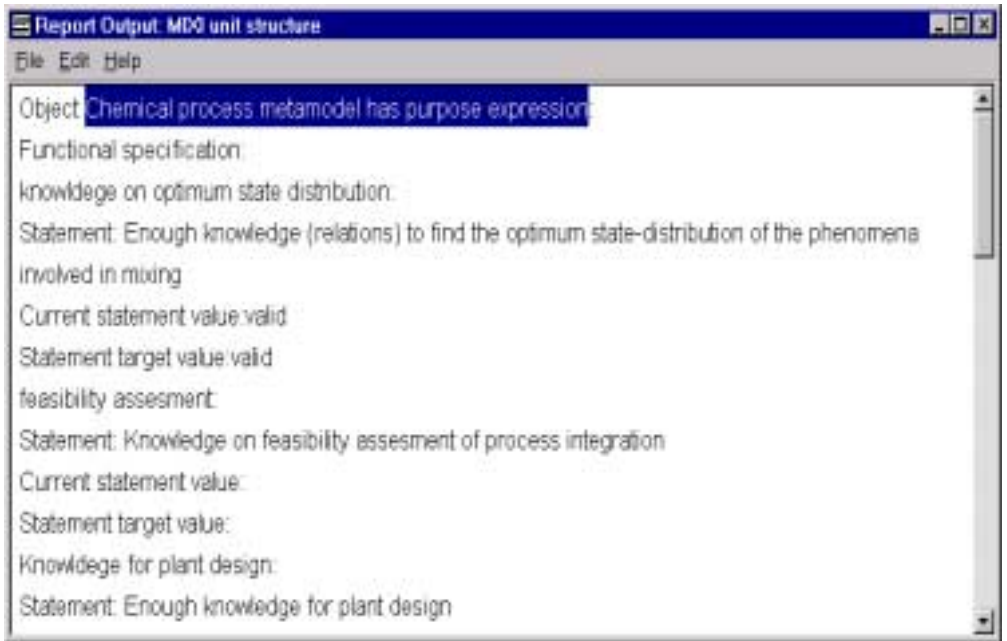 Report Output: MD0 unit structure
File Edit Help
Object Chemical process metamodel has purpose expression:
Functional specification:
knowldege on optimum state distribution:
Statement: Enough knowledge (relations) to find the optimum state-distribution of the phenomena
involved in mixing
Current statement value:valid
Statement target value:valid
feasibility assesment:
Statement: Knowledge on feasibility assesment of process integration
Current statement value:
Statement target value:
Knowldege for plant design:
Statement: Enough knowledge for plant design